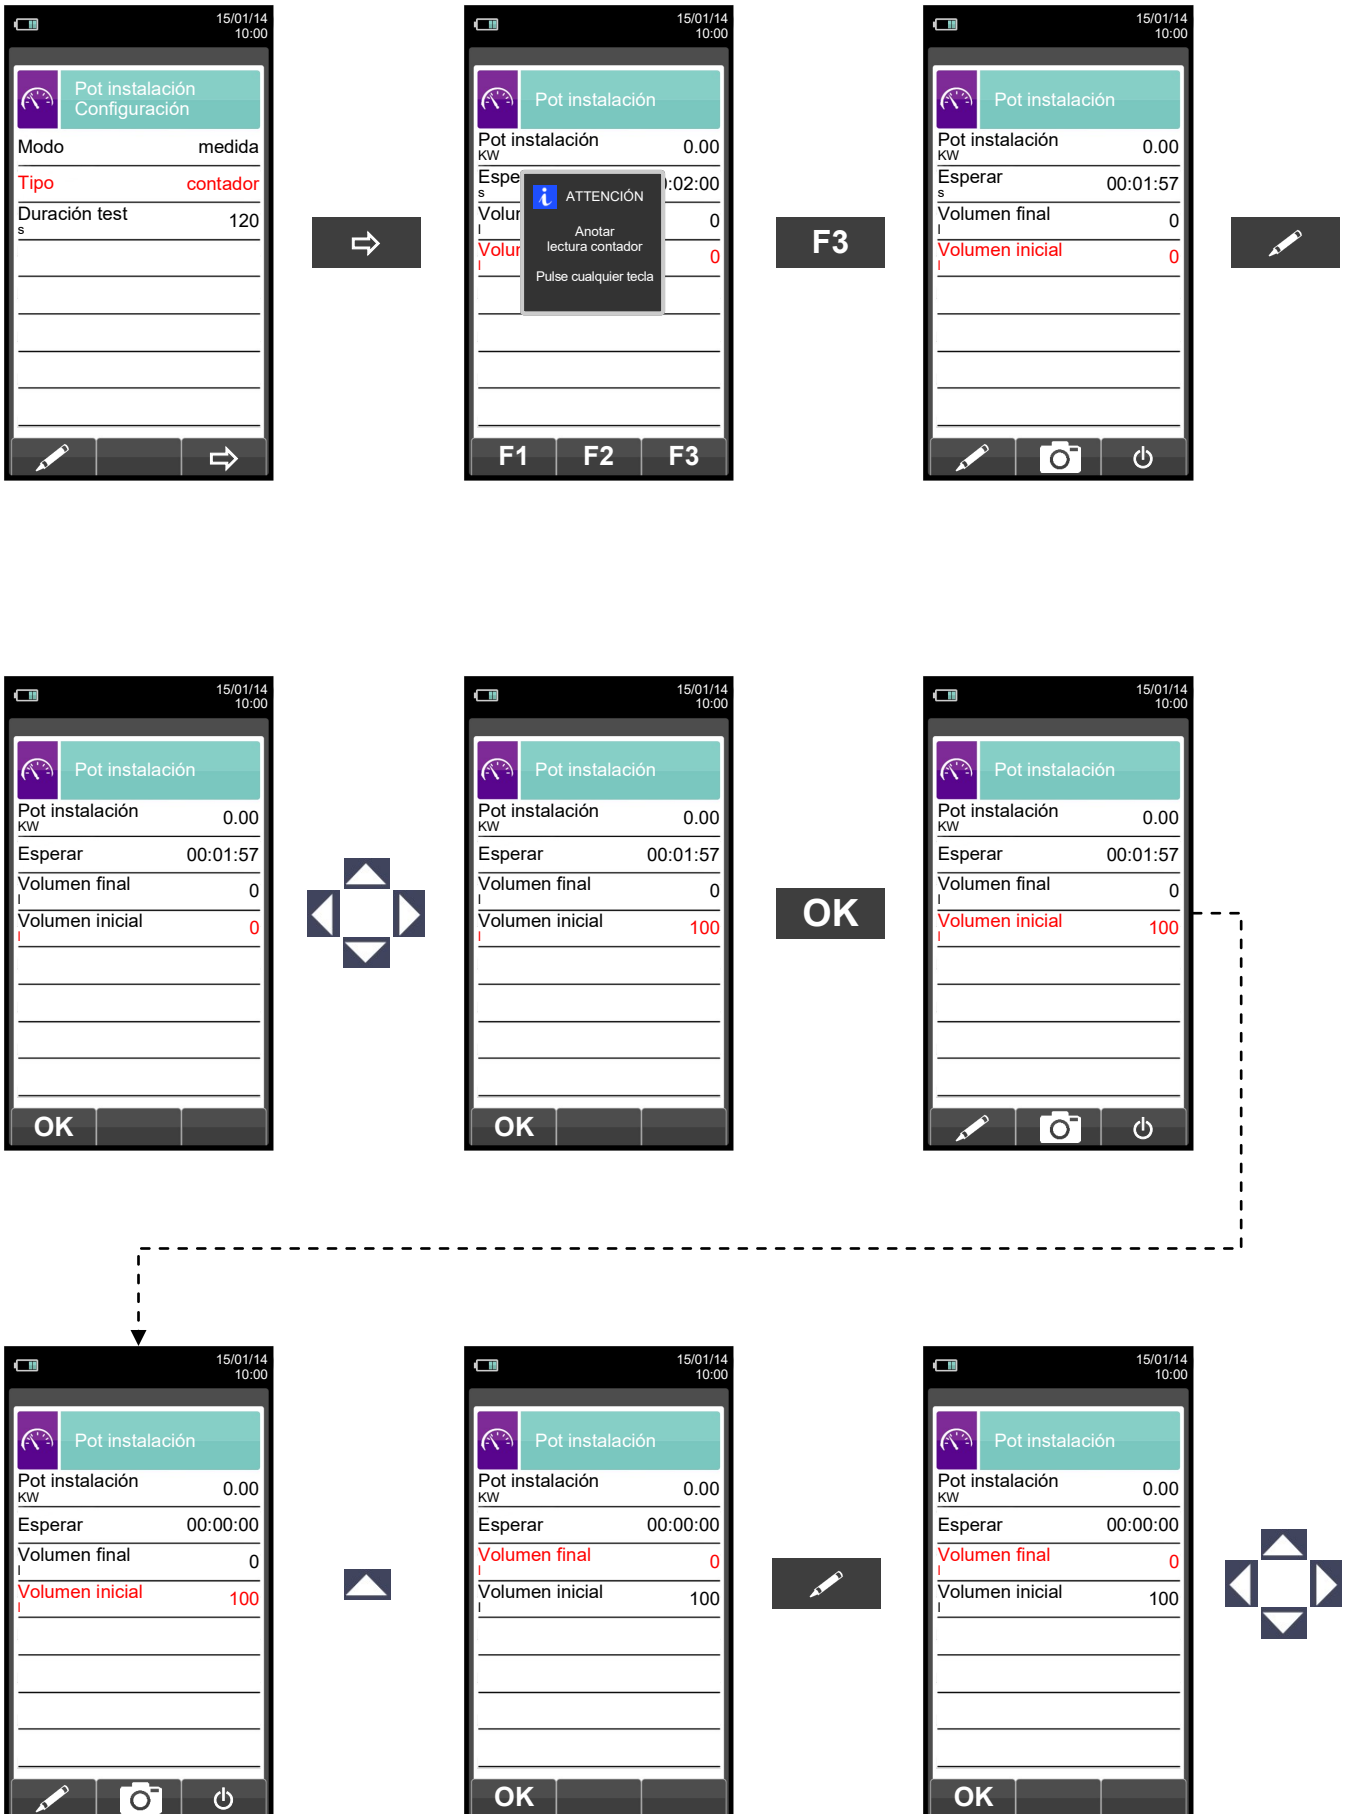 15/01/14
10:00
Pot instalación
Configuración
Modo medida
Tipo contador
Duración test 120
s
15/01/14
10:00
Pot instalación
Pot instalación 0.00
KW
Espe :02:00
s
Volur 0
l
Volur 0
l
ATTENCIÓN
Anotar
lectura contador
Pulse cualquier tecla
F1 F2 F3
F3
15/01/14
10:00
Pot instalación
Pot instalación 0.00
KW
Esperar 00:01:57
s
Volumen final 0
l
Volumen inicial 0
l
15/01/14
10:00
Pot instalación
Pot instalación 0.00
KW
Esperar 00:01:57
Volumen final 0
l
Volumen inicial 0
l
OK
15/01/14
10:00
Pot instalación
Pot instalación 0.00
KW
Esperar 00:01:57
Volumen final 0
l
Volumen inicial 100
l
OK
OK
15/01/14
10:00
Pot instalación
Pot instalación 0.00
KW
Esperar 00:01:57
Volumen final 0
l
Volumen inicial 100
l
15/01/14
10:00
Pot instalación
Pot instalación 0.00
KW
Esperar 00:00:00
Volumen final 0
l
Volumen inicial 100
l
15/01/14
10:00
Pot instalación
Pot instalación 0.00
KW
Esperar 00:00:00
Volumen final 0
l
Volumen inicial 100
l
OK
15/01/14
10:00
Pot instalación
Pot instalación 0.00
KW
Esperar 00:00:00
Volumen final 0
l
Volumen inicial 100
l
OK